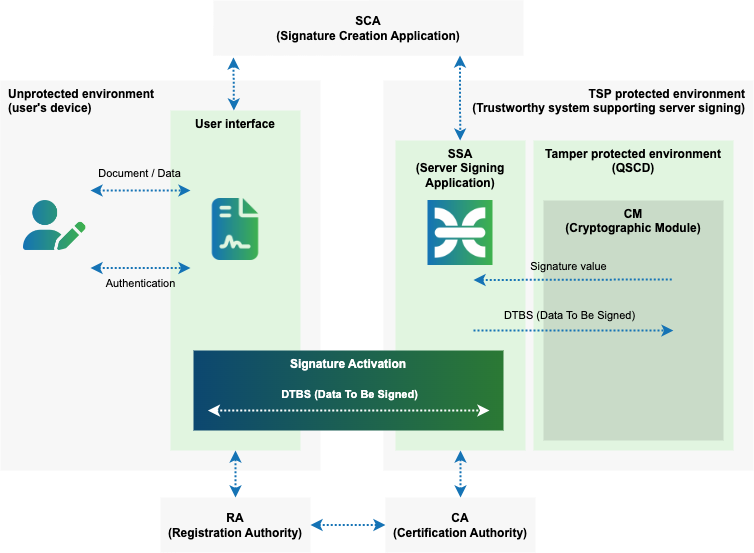 SCA
(Signature Creation Application)
Unprotected environment
(user's device)
TSP protected environment
(Trustworthy system supporting server signing)
User interface
Document / Data
Authentication
SSA
(Server Signing
Application)
Tamper protected environment
(QSCD)
CM
(Cryptographic Module)
Signature value
DTBS (Data To Be Signed)
Signature Activation
DTBS (Data To Be Signed)
RA
(Registration Authority)
CA
(Certification Authority)